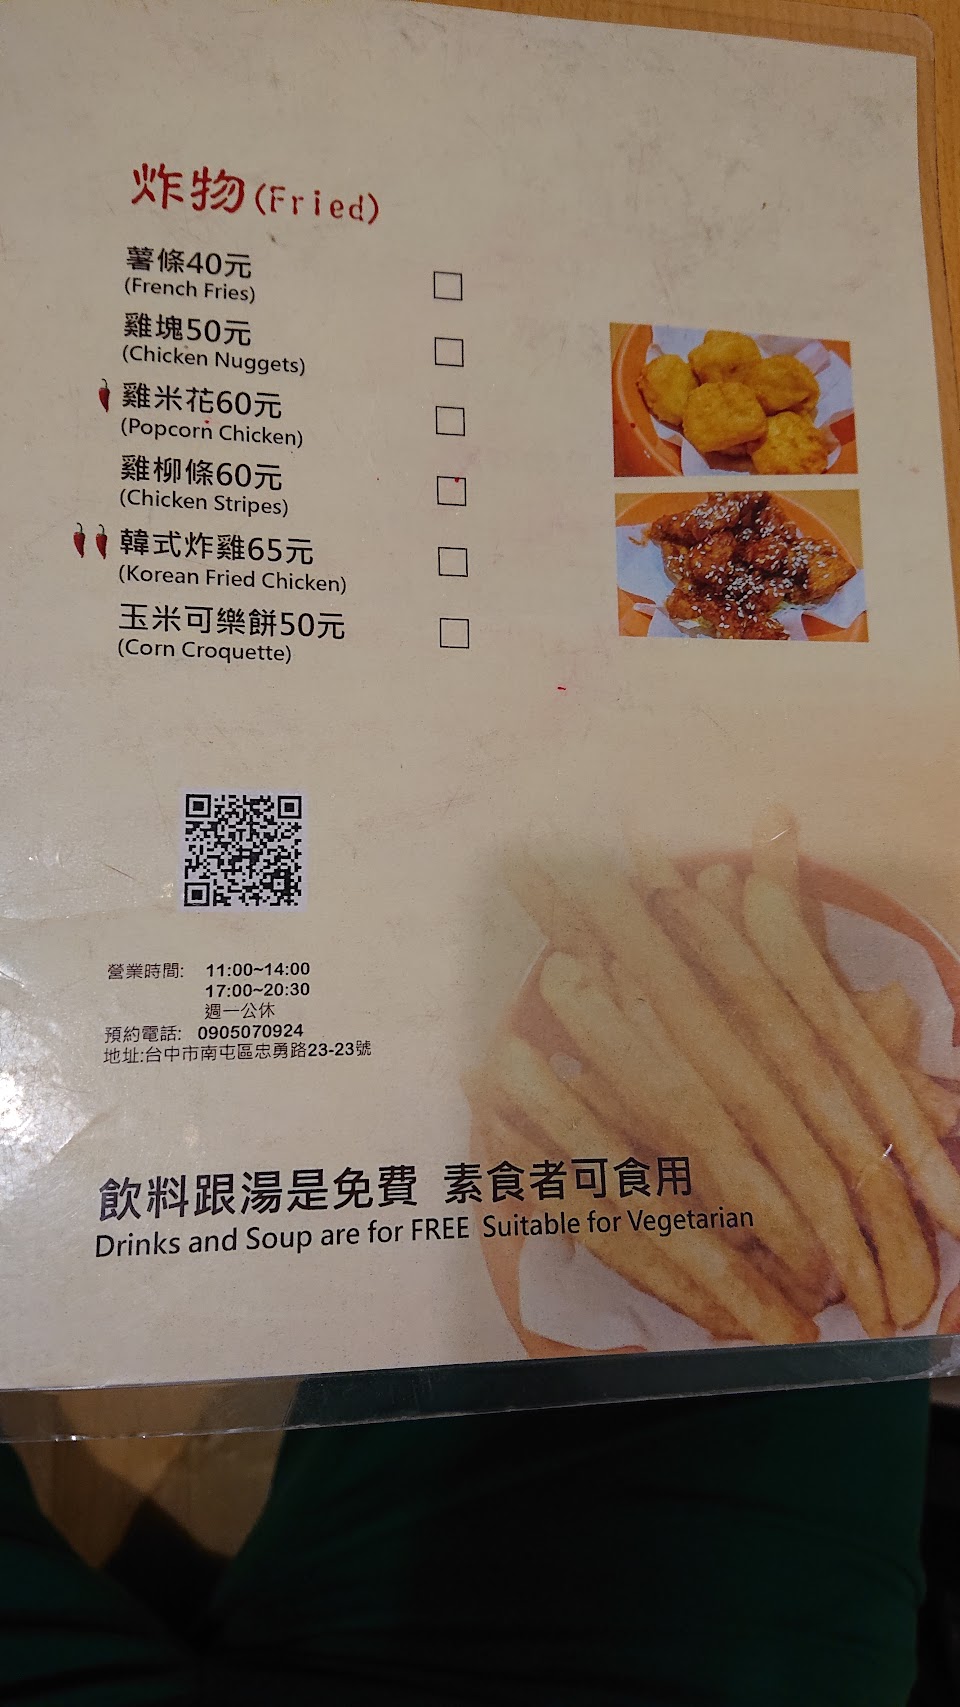 炸物(Fried)
薯條40元
(French Fries)
雞塊50元
(Chicken Nuggets)
雞米花60元
(Popcorn Chicken)
雞柳條60元
(Chicken Stripes)
韓式炸雞65元
(Korean Fried Chicken)
玉米可樂餅50元
(Corn Croquette)
營業時間: 11:00~14:00
17:00~20:30
週一公休
預約電話: 0905070924
地址:台中市南屯區忠勇路23-23號
飲料跟湯是免費 素食者可食用
Drinks and Soup are for FREE Suitable for Vegetarian